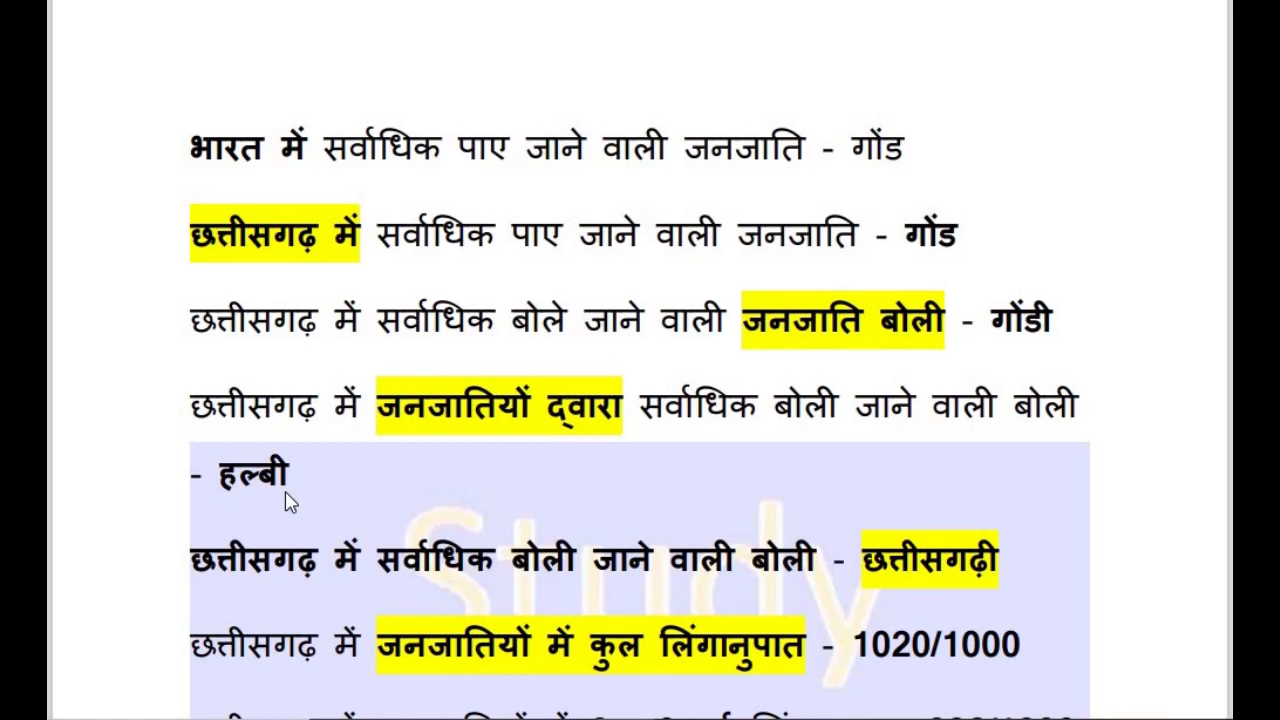 भारत में सर्वाधिक पाए जाने वाली जनजाति - गोंड
छत्तीसगढ़ में सर्वाधिक पाए जाने वाली जनजाति - गोंड
छत्तीसगढ़ में सर्वाधिक बोले जाने वाली जनजाति बोली - गोंडी
छत्तीसगढ़ में जनजातियों द्वारा सर्वाधिक बोली जाने वाली बोली
- हल्बी
छत्तीसगढ़ में सर्वाधिक बोली जाने वाली बोली - छत्तीसगढ़ी
छत्तीसगढ़ में जनजातियों में कुल लिंगानुपात - 1020/1000
Study